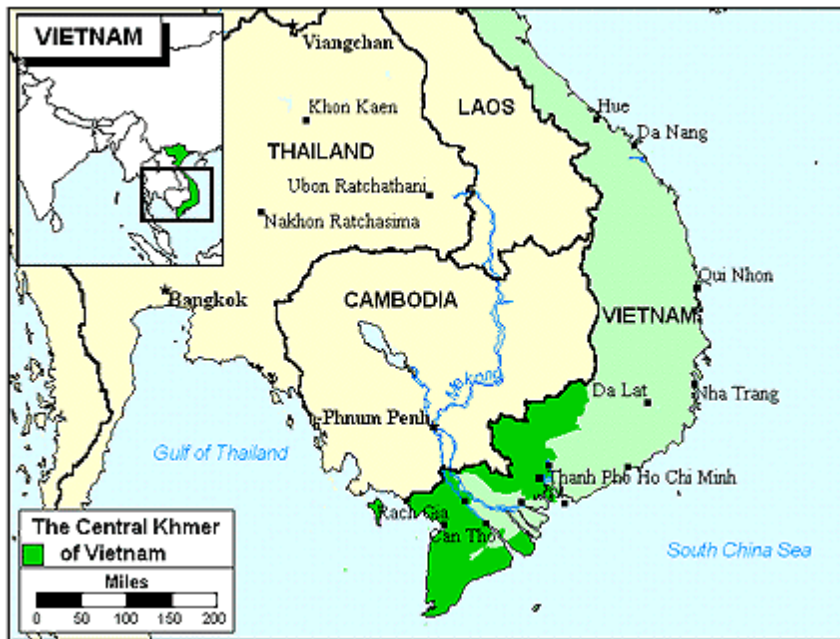 VIETNAM
Viangchan
Khon Kaen
LAOS
Hue
Da Nang
THAILAND
Ubon Ratchathani
Nakhon Ratchasima
Bangkok
CAMBODIA
Qui Nhon
VIETNAM
Mekong
Da Lat
Nha Trang
Phnum Penh
Gulf of Thailand
Thanh Pho Ho Chi Minh
Rach Gia
Can Tho
South China Sea
The Central Khmer
of Vietnam
Miles
0 50 100 150 200